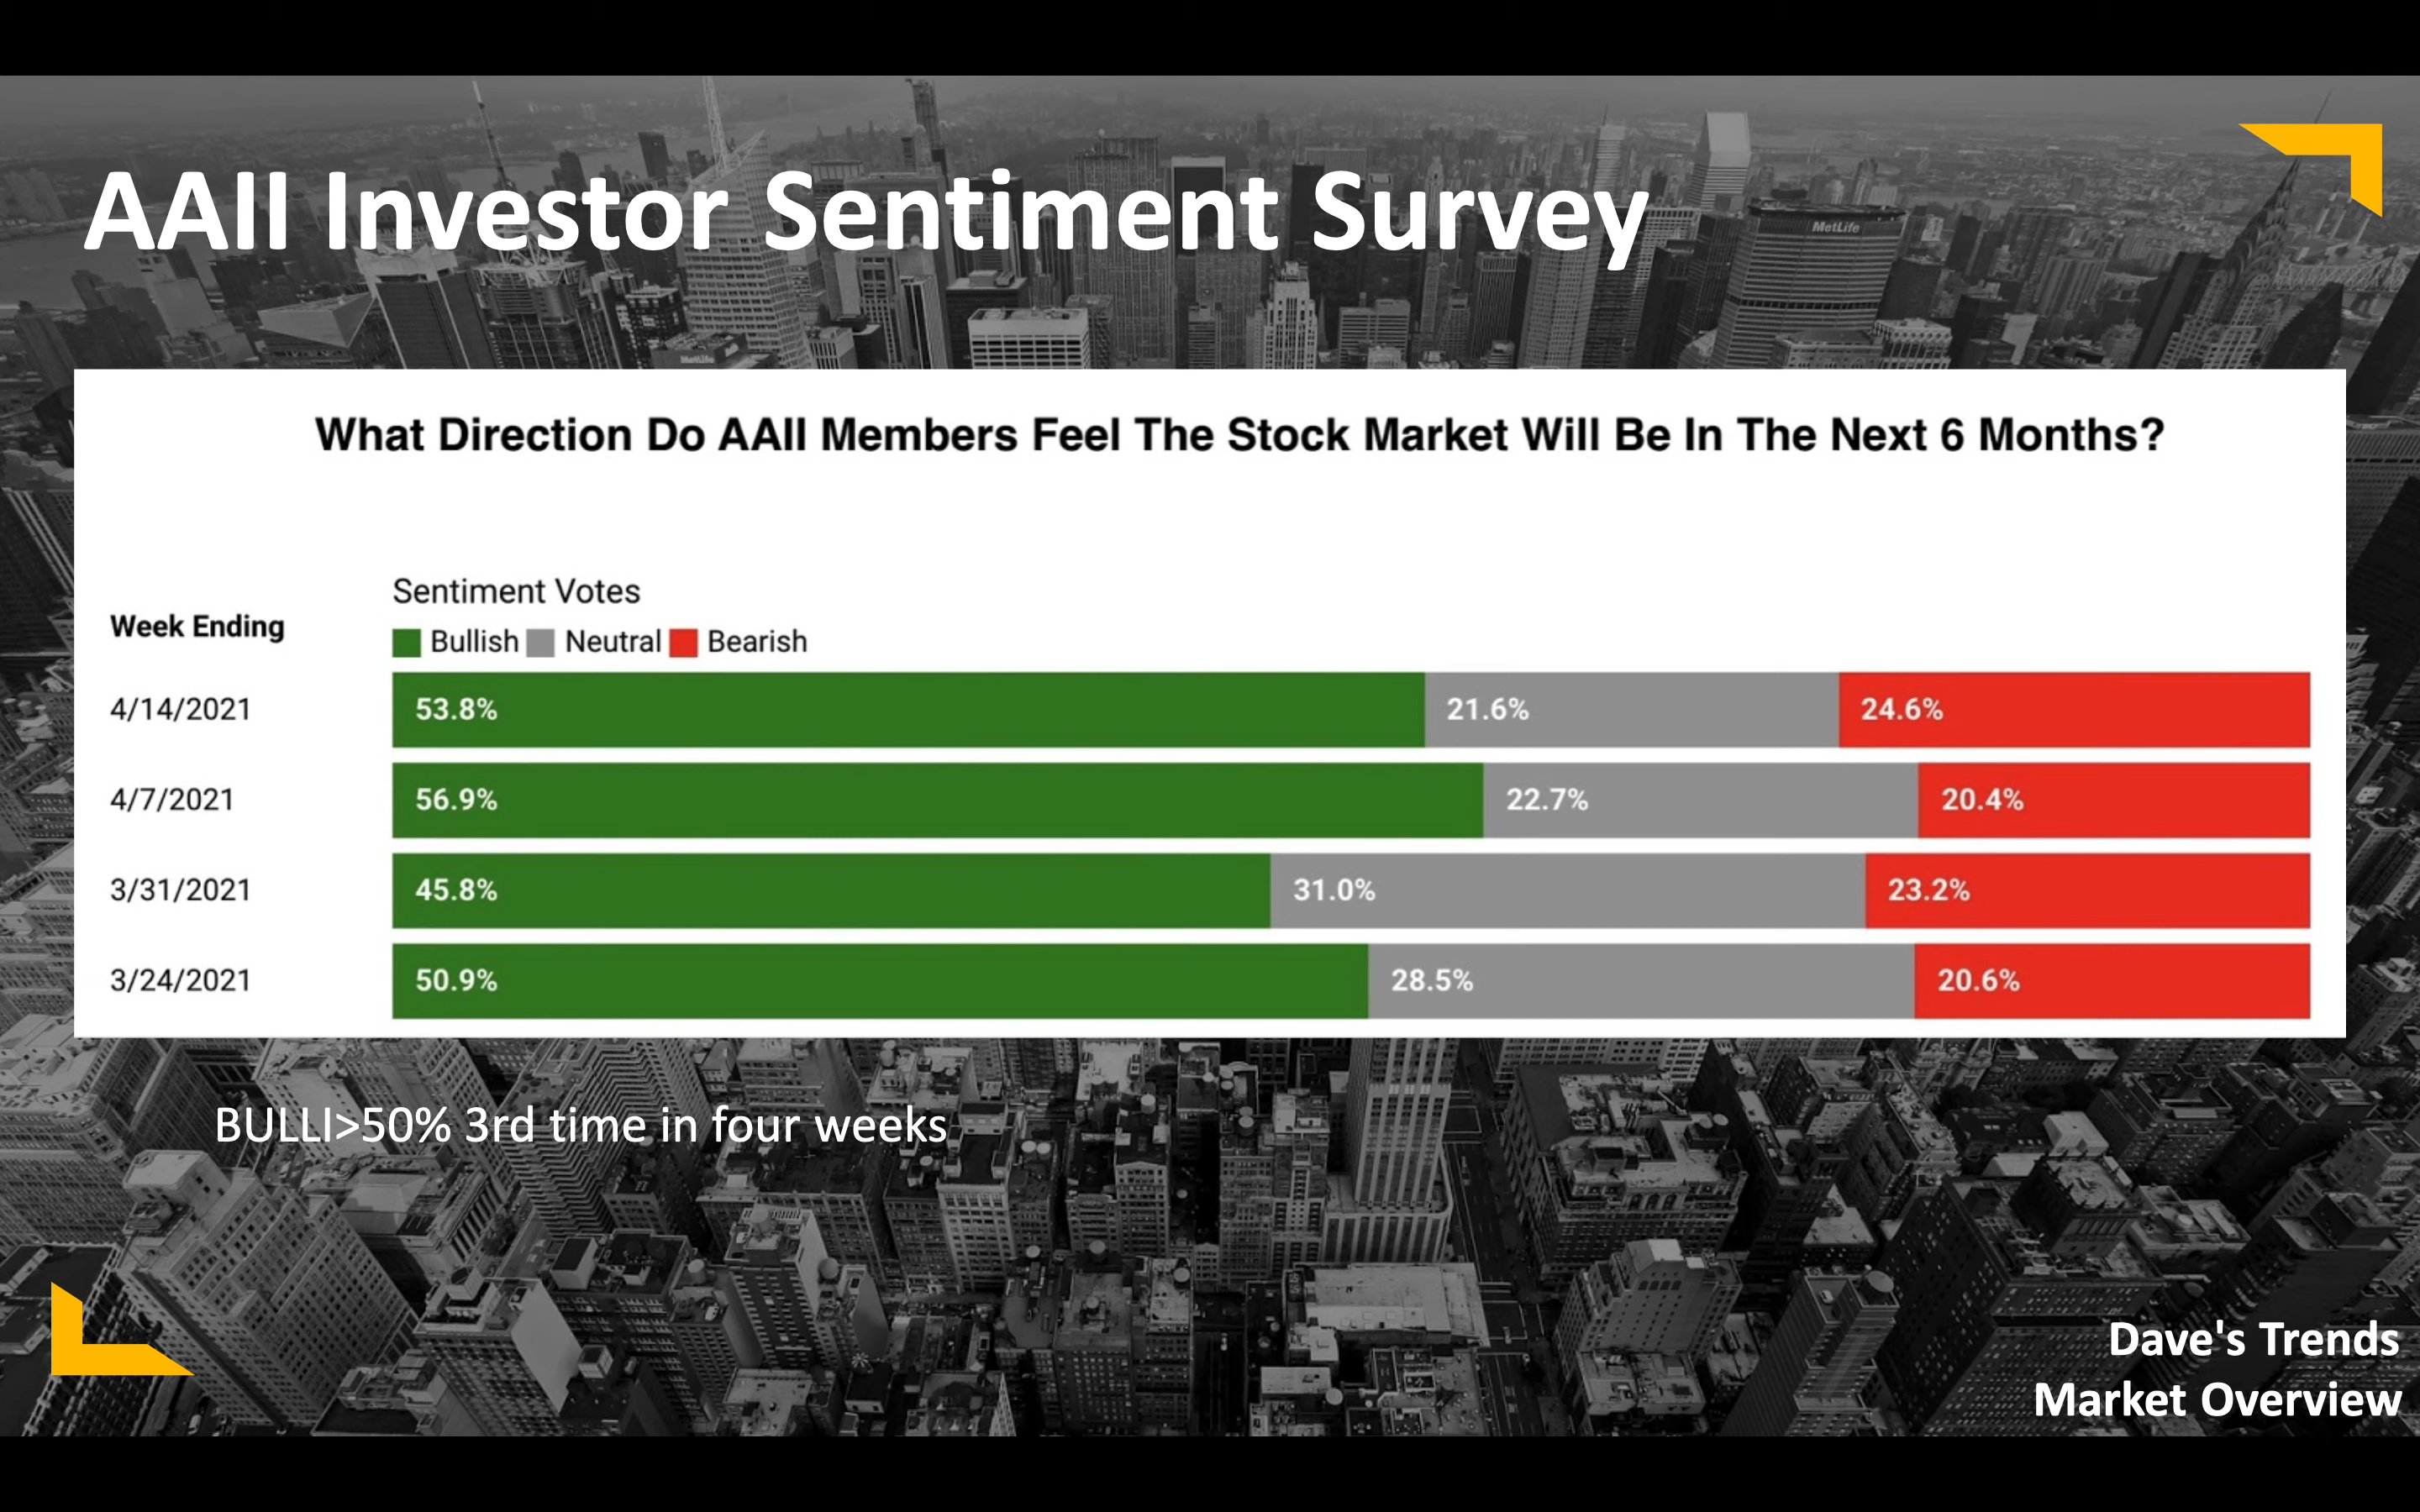 AAII Investor Sentiment Survey
MetLife
MetLife
What Direction Do AAII Members Feel The Stock Market Will Be In The Next 6 Months?
Sentiment Votes
Week Ending
Bullish Neutral Bearish
4/14/2021 53.8% 21.6% 24.6%
4/7/2021 56.9% 22.7% 20.4%
3/31/2021 45.8% 31.0% 23.2%
3/24/2021 50.9% 28.5% 20.6%
BULLI>50% 3rd time in four weeks
Dave's Trends
Market Overview